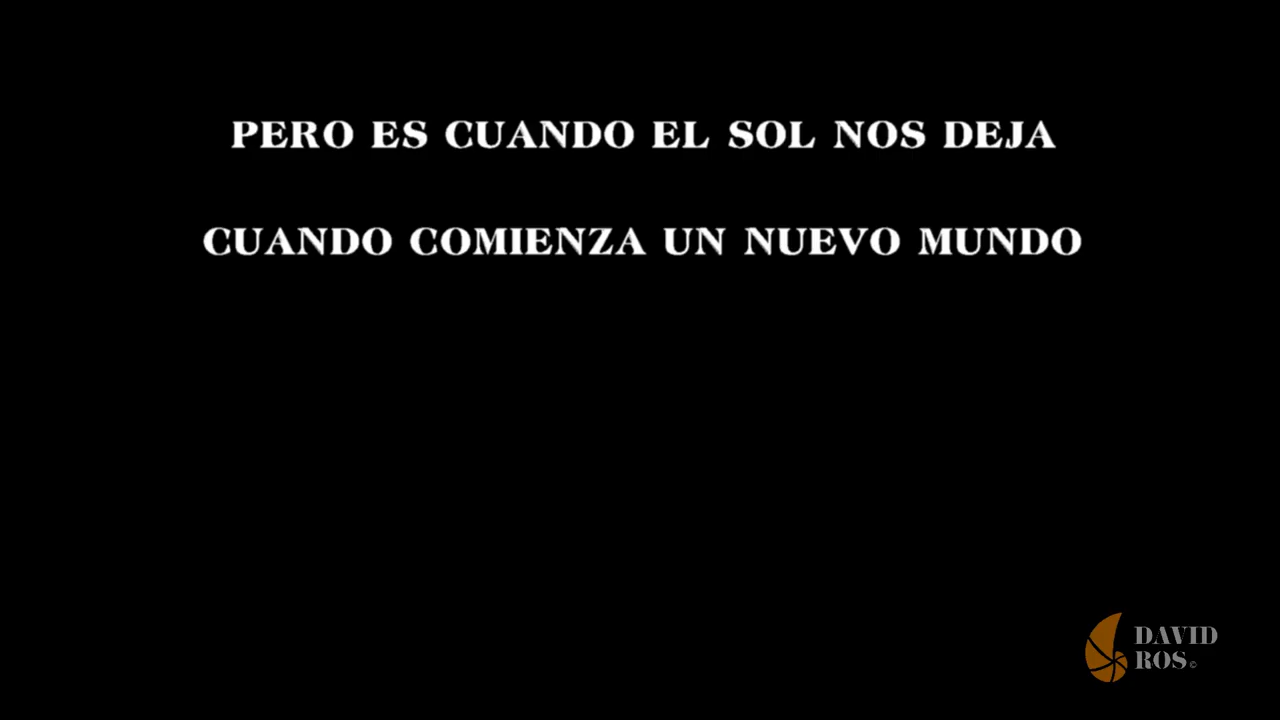 PERO ES CUANDO EL SOL NOS DEJA
CUANDO COMIENZA UN NUEVO MUNDO
DAVID
ROS©